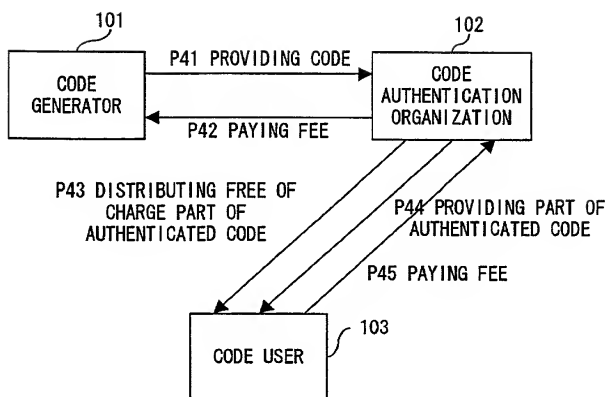 101
CODE
GENERATOR
P41 PROVIDING CODE
P42 PAYING FEE
102
CODE
AUTHENTICATION
ORGANIZATION
P43 DISTRIBUTING FREE OF
CHARGE PART OF
AUTHENTICATED CODE
P44 PROVIDING PART OF
AUTHENTICATED CODE
P45 PAYING FEE
CODE USER
103